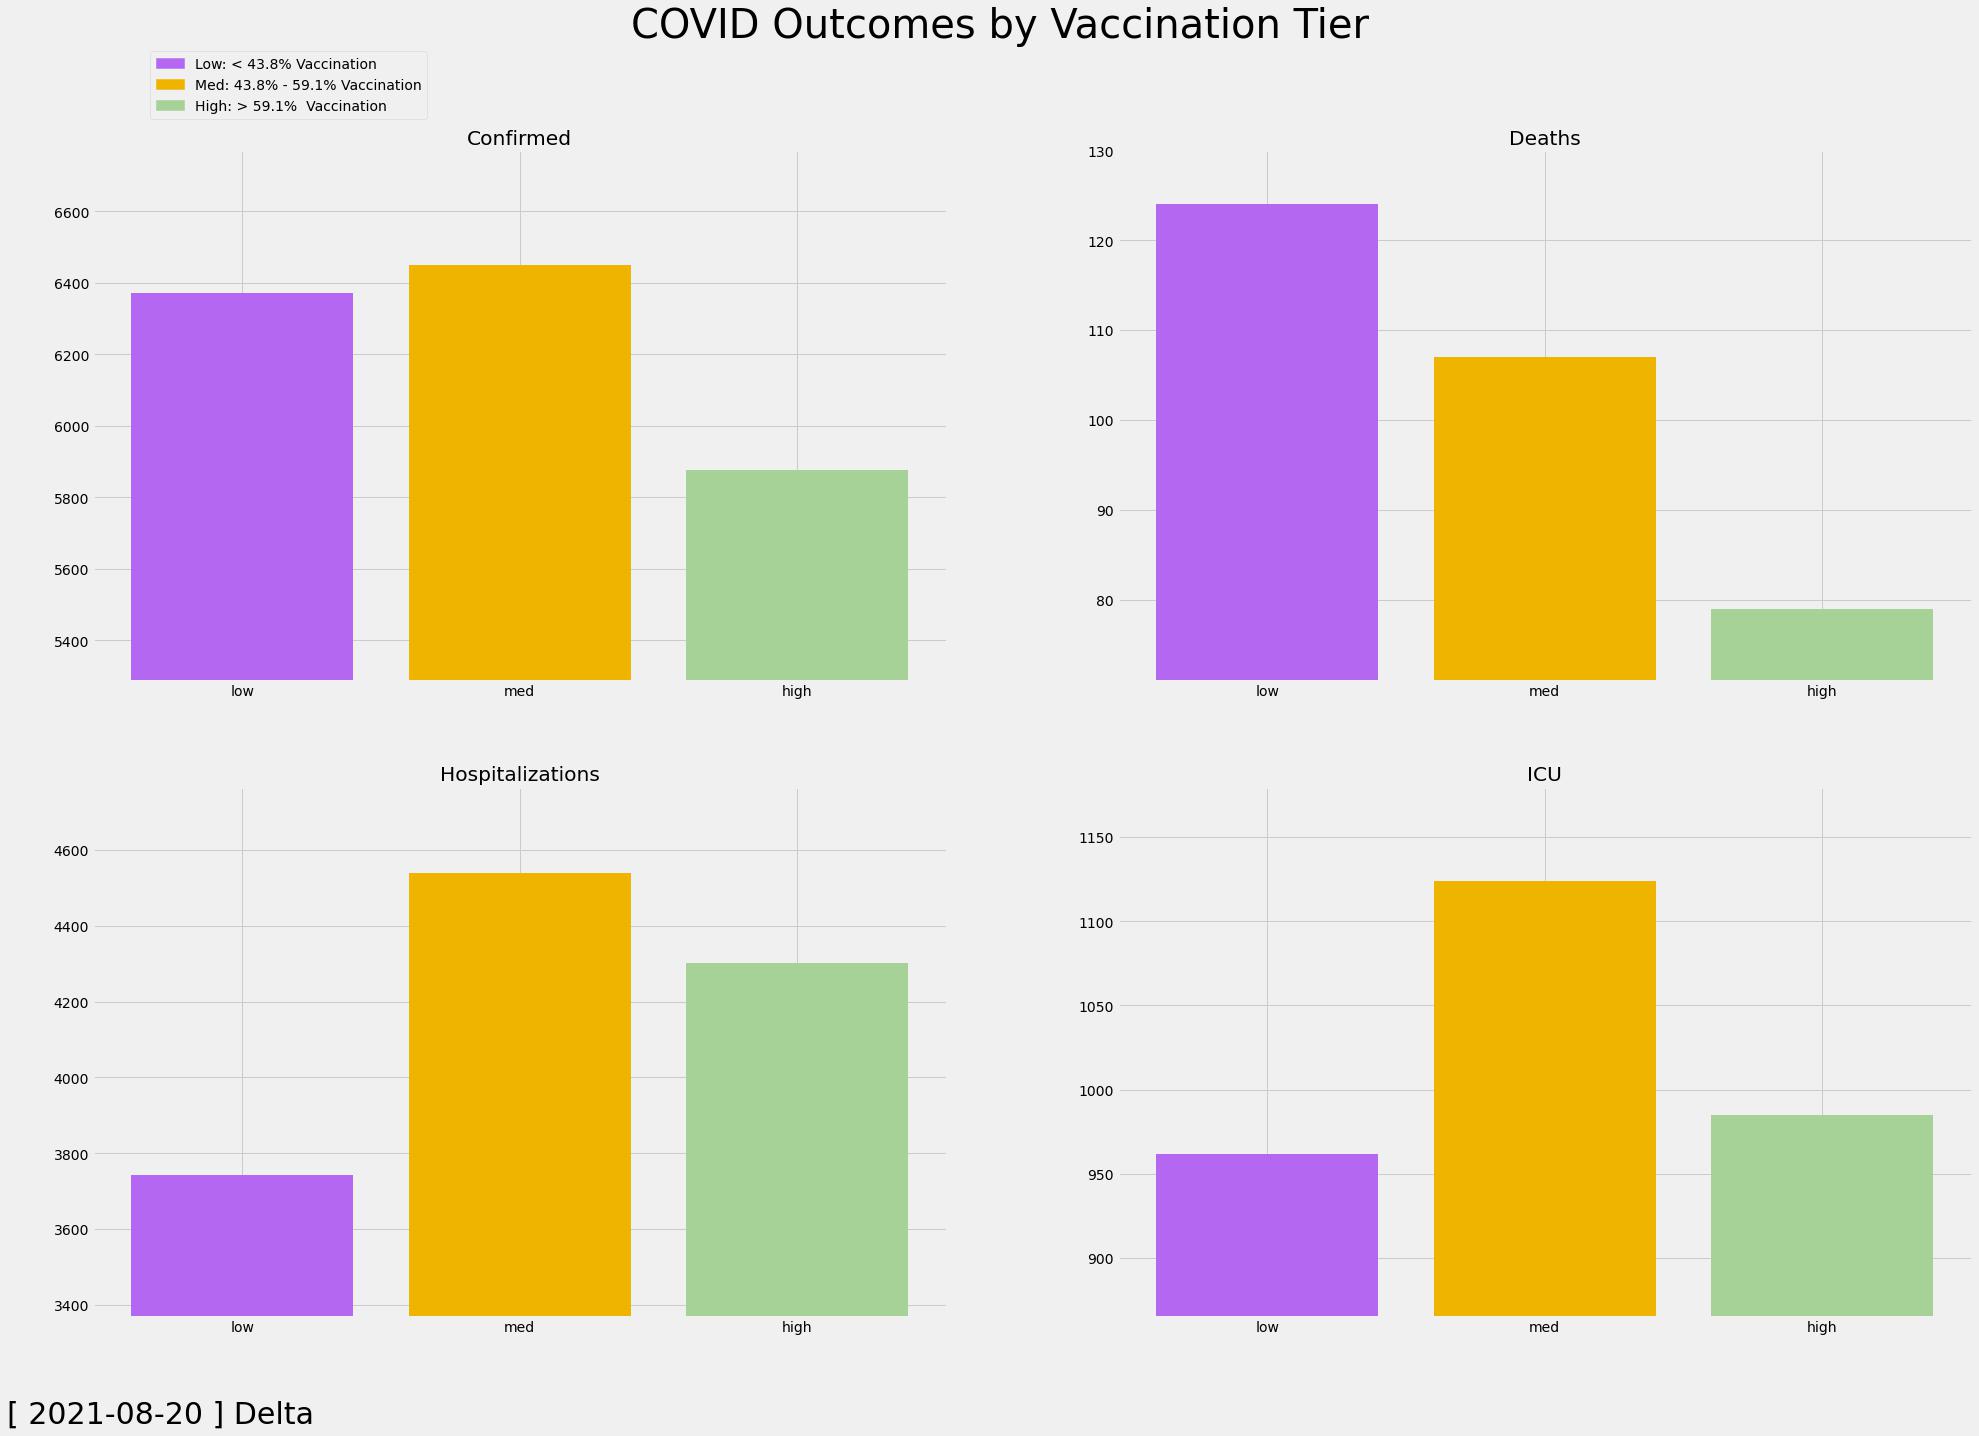 COVID Outcomes by Vaccination Tier
Low: < 43.8% Vaccination
Med: 43.8% - 59.1% Vaccination
High: > 59.1%  Vaccination
Confirmed
6600
6400
6200
6000
5800
5600
5400
low med high
Deaths
130
120
110
100
90
80
low med high
Hospitalizations
4600
4400
4200
4000
3800
3600
3400
low med high
ICU
1150
1100
1050
1000
950
900
low med high
[ 2021-08-20 ] Delta